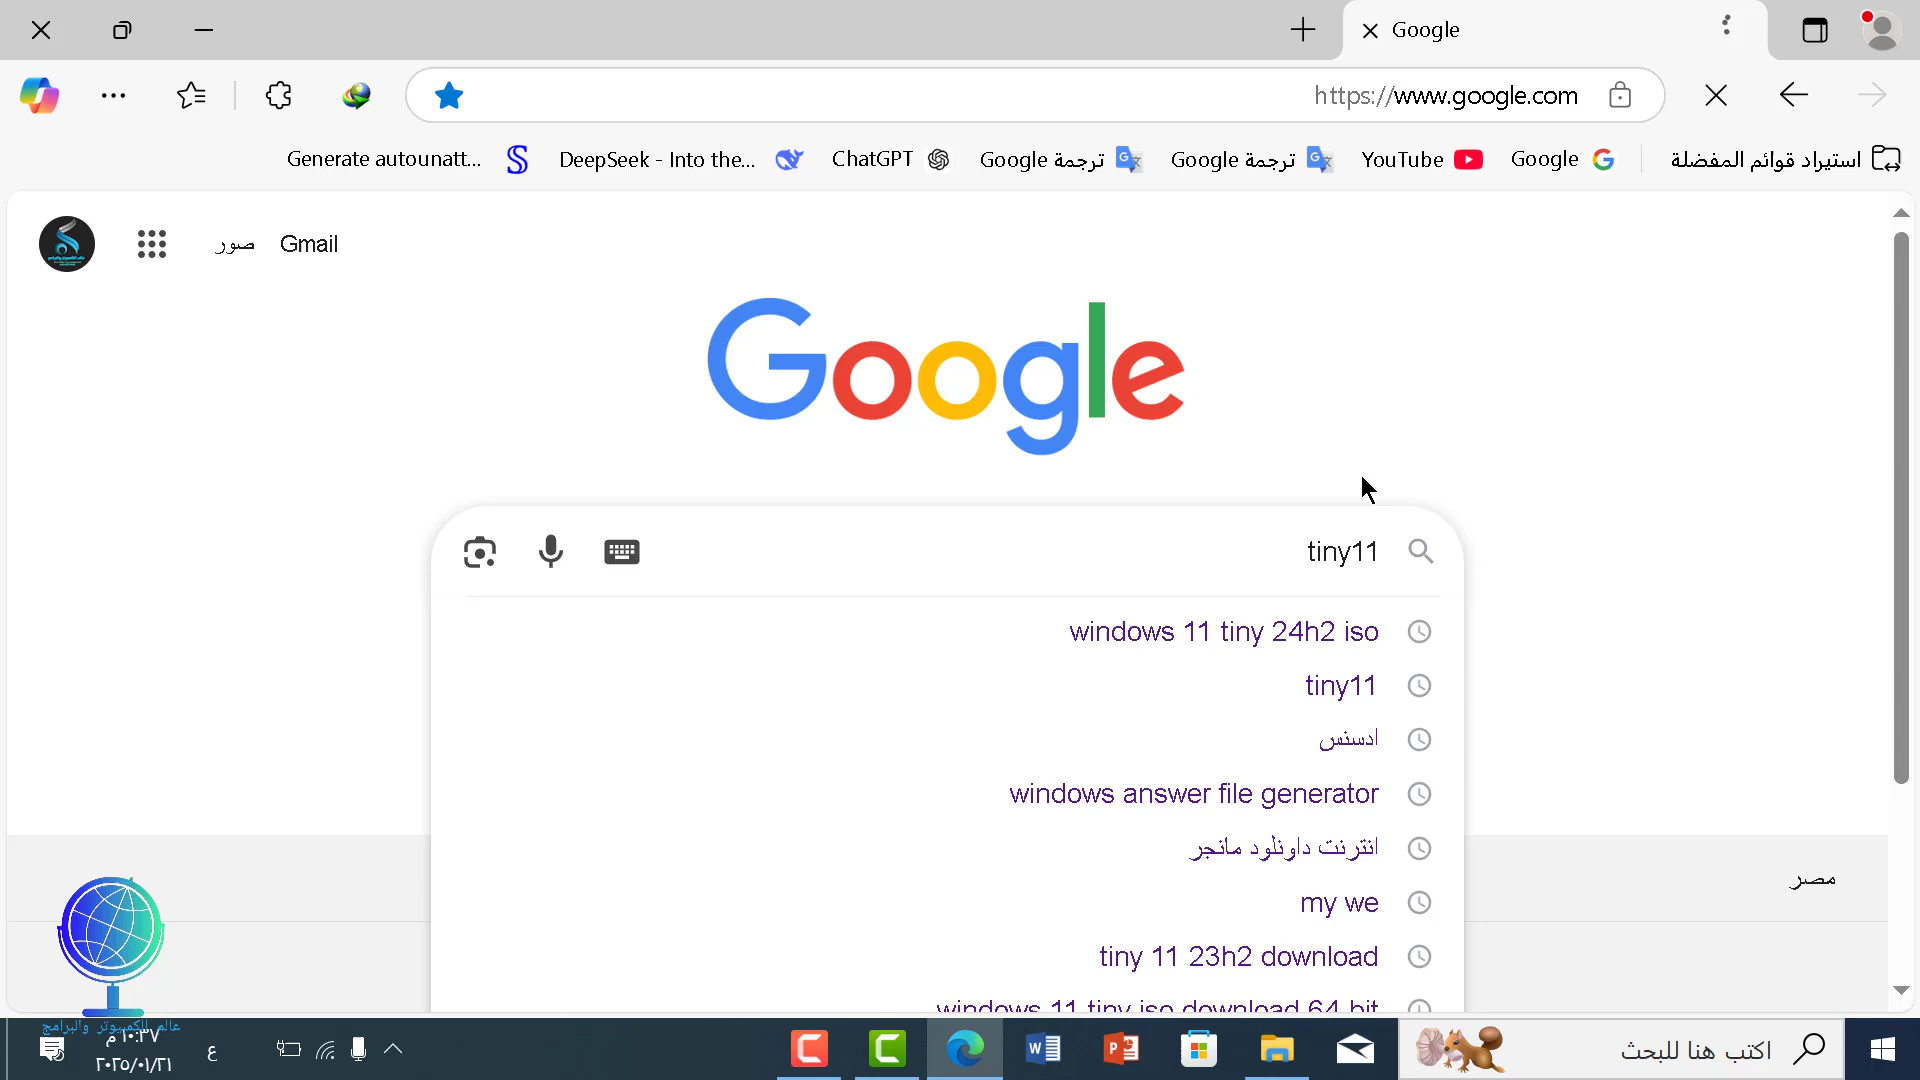 Google
https://www.google.com
استيراد قوائم المفضلة
Google
YouTube
ترجمة Google
ترجمة Google
ChatGPT
DeepSeek - Into the...
Generate autounatt...
Gmail
صور
Google
tiny11
windows 11 tiny 24h2 iso
tiny11
ادسنس
windows answer file generator
انترنت داونلود مانجر
my we
tiny 11 23h2 download
windows 11 tiny iso download 64 bit
مصر
عالم الكمبيوتر والبرامج
اكتب هنا للبحث
ع
١٠:٣٧ م
٢٠٢٥/٠١/٢١